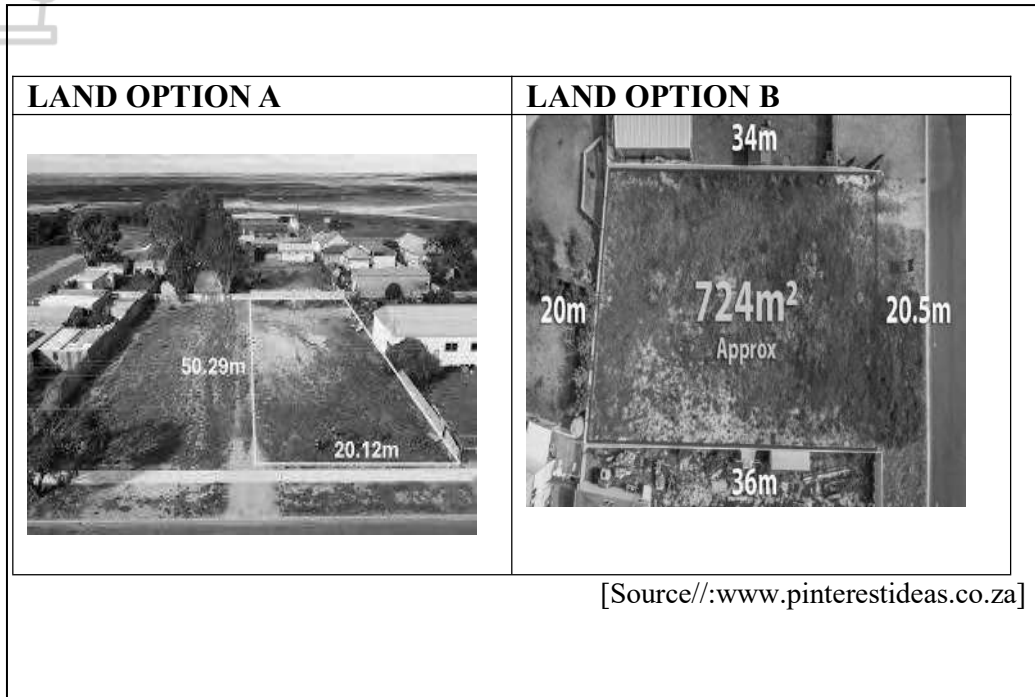 LAND OPTION A
LAND OPTION B
50.29m
20.12m
34m
20m
724m²
Approx
20.5m
36m
[Source//:www.pinterestideas.co.za]